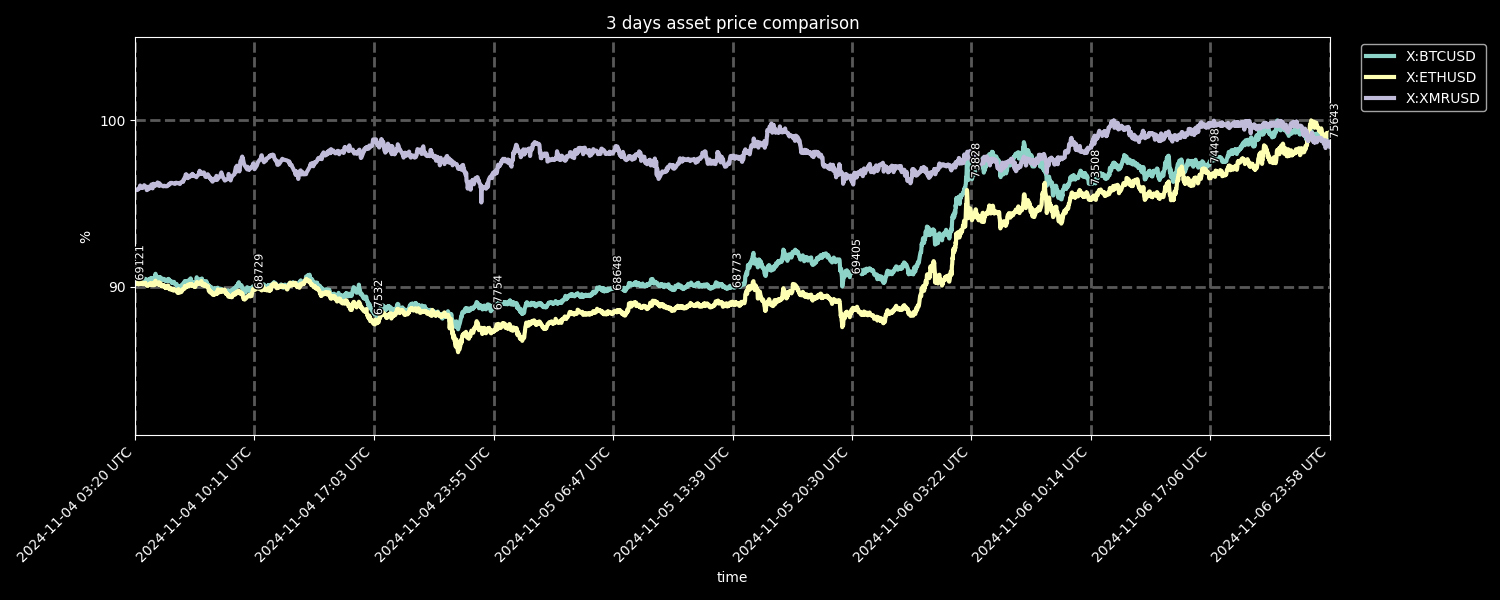 3 days asset price comparison
X:BTCUSD
X:ETHUSD
X:XMRUSD
%
100
90
69121
68729
67532
67754
68648
68773
69405
73828
73508
74498
75643
2024-11-04 03:20 UTC
2024-11-04 10:11 UTC
2024-11-04 17:03 UTC
2024-11-04 23:55 UTC
2024-11-05 06:47 UTC
2024-11-05 13:39 UTC
2024-11-05 20:30 UTC
2024-11-06 03:22 UTC
2024-11-06 10:14 UTC
2024-11-06 17:06 UTC
2024-11-06 23:58 UTC
time